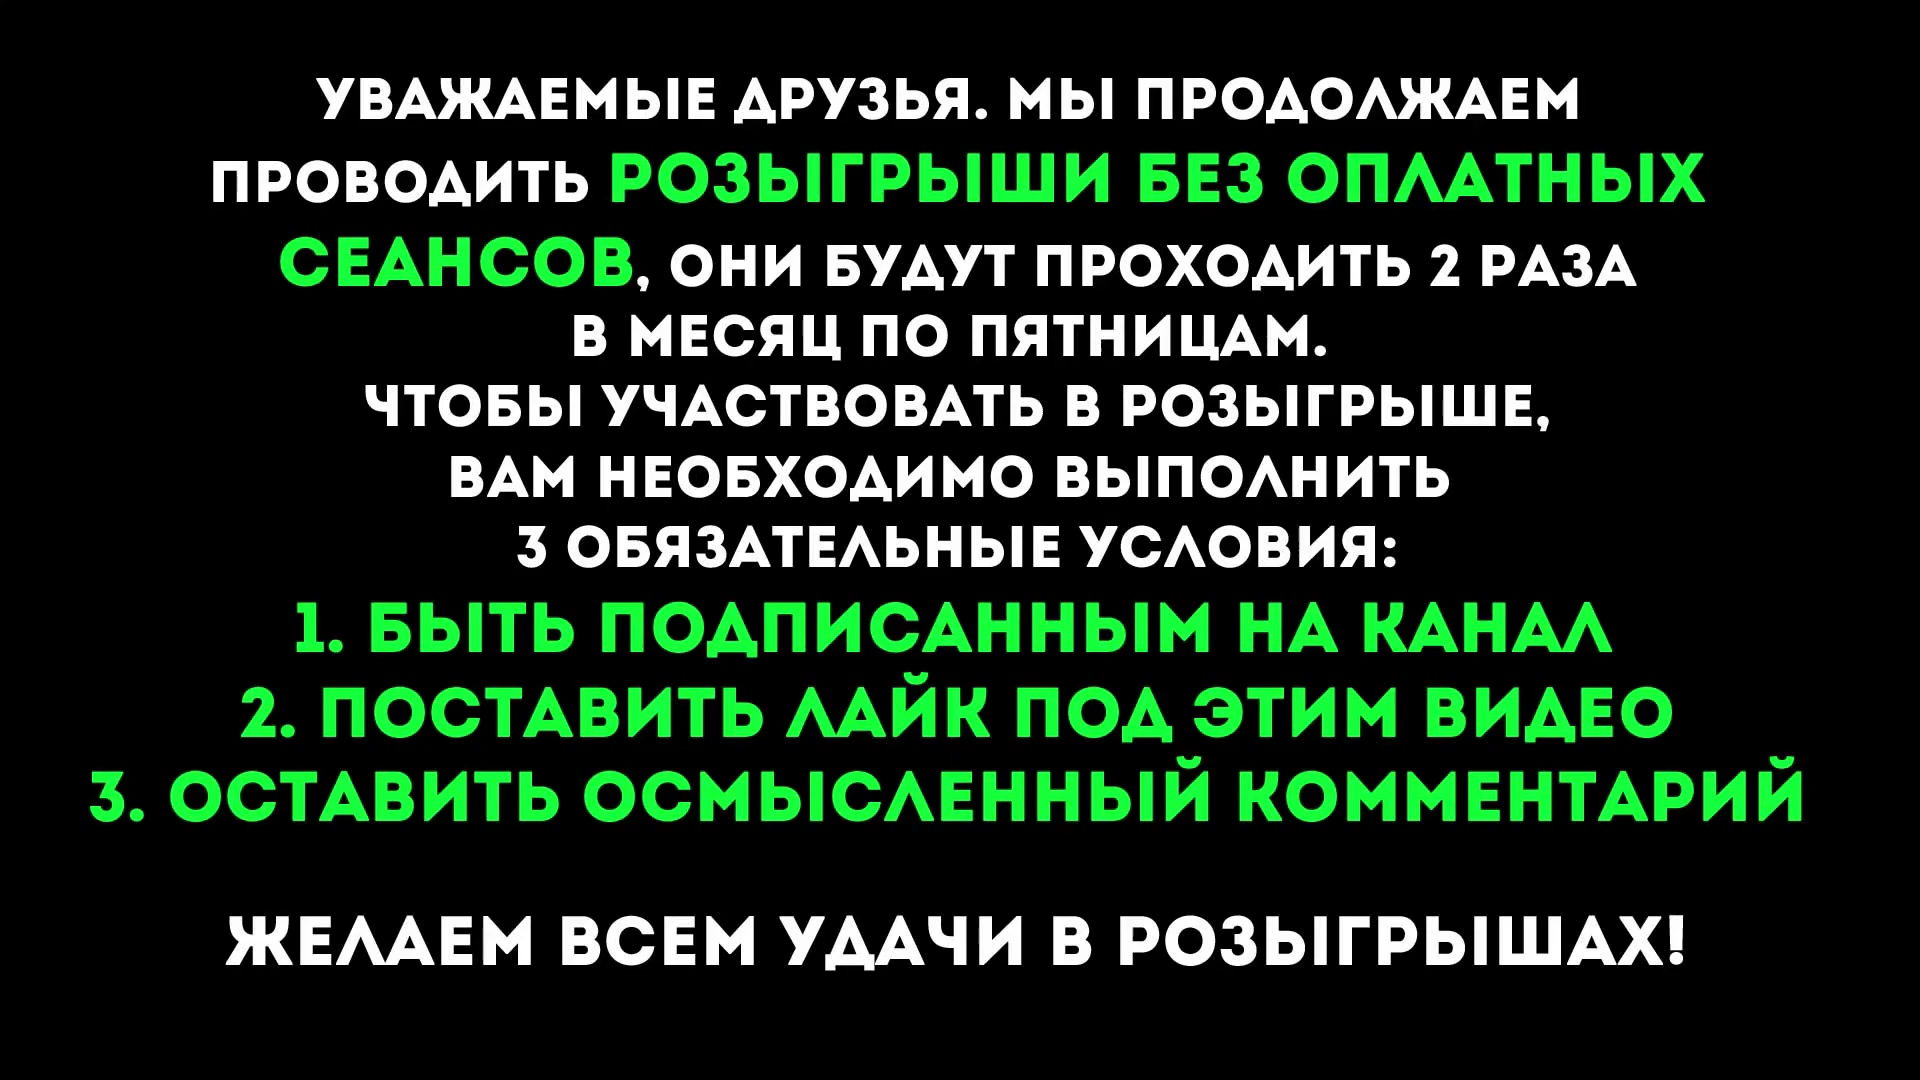 УВАЖАЕМЫЕ ДРУЗЬЯ. МЫ ПРОДОЛЖАЕМ
ПРОВОДИТЬ РОЗЫГРЫШИ БЕЗ ОПЛАТНЫХ
СЕАНСОВ, ОНИ БУДУТ ПРОХОДИТЬ 2 РАЗА
В МЕСЯЦ ПО ПЯТНИЦАМ.
ЧТОБЫ УЧАСТВОВАТЬ В РОЗЫГРЫШЕ,
ВАМ НЕОБХОДИМО ВЫПОЛНИТЬ
3 ОБЯЗАТЕЛЬНЫЕ УСЛОВИЯ:
1. БЫТЬ ПОДПИСАННЫМ НА КАНАЛ
2. ПОСТАВИТЬ ЛАЙК ПОД ЭТИМ ВИДЕО
3. ОСТАВИТЬ ОСМЫСЛЕННЫЙ КОММЕНТАРИЙ
ЖЕЛАЕМ ВСЕМ УДАЧИ В РОЗЫГРЫШАХ!